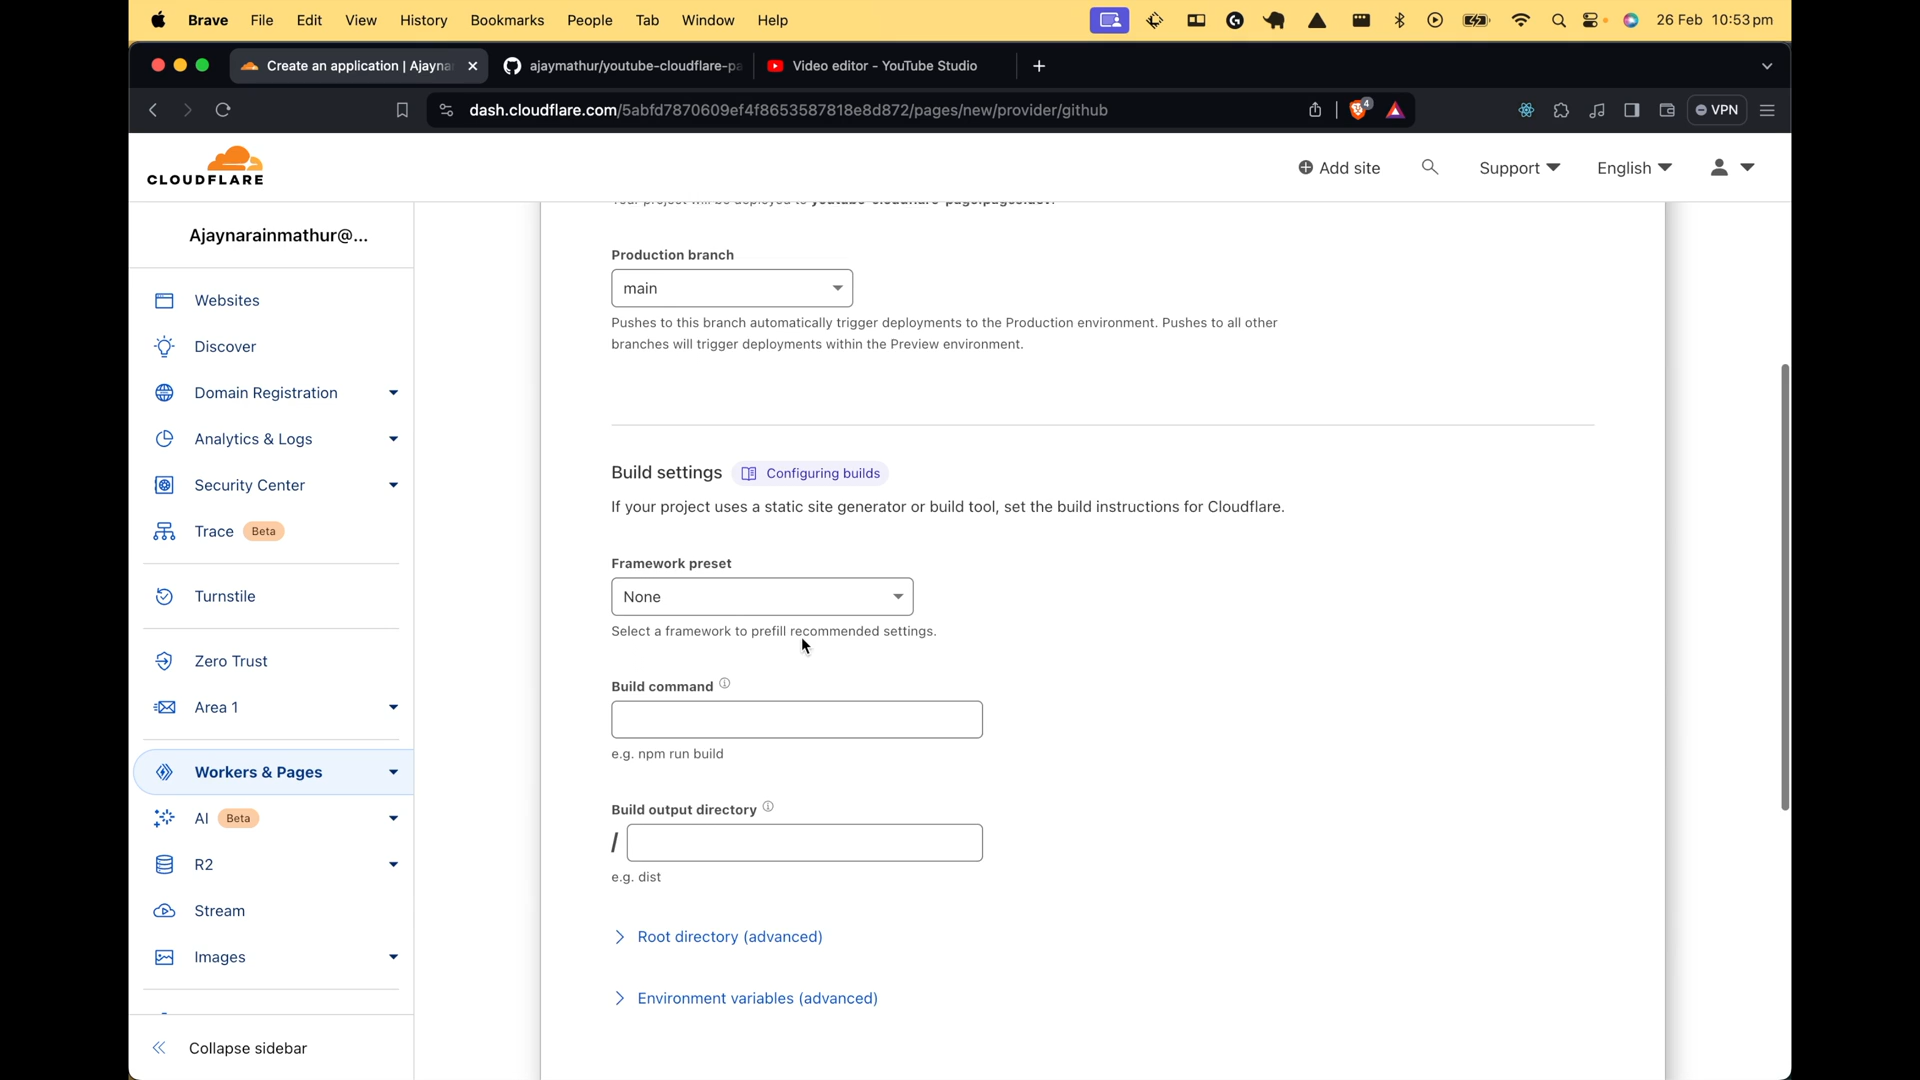 Brave File Edit View History Bookmarks People Tab Window Help
26 Feb 10:53 pm
Create an application | Ajayna
ajaymathur/youtube-cloudflare-pa
Video editor - YouTube Studio
dash.cloudflare.com/5abfd7870609ef4f8653587818e8d872/pages/new/provider/github
4
VPN
CLOUDFLARE
Add site
Support
English
Ajaynarainmathur@...
Websites
Discover
Domain Registration
Analytics & Logs
Security Center
Trace Beta
Turnstile
Zero Trust
Area 1
Workers & Pages
AI Beta
R2
Stream
Images
Collapse sidebar
Production branch
main
Pushes to this branch automatically trigger deployments to the Production environment. Pushes to all other
branches will trigger deployments within the Preview environment.
Build settings Configuring builds
If your project uses a static site generator or build tool, set the build instructions for Cloudflare.
Framework preset
None
Select a framework to prefill recommended settings.
Build command
e.g. npm run build
Build output directory
/
e.g. dist
Root directory (advanced)
Environment variables (advanced)